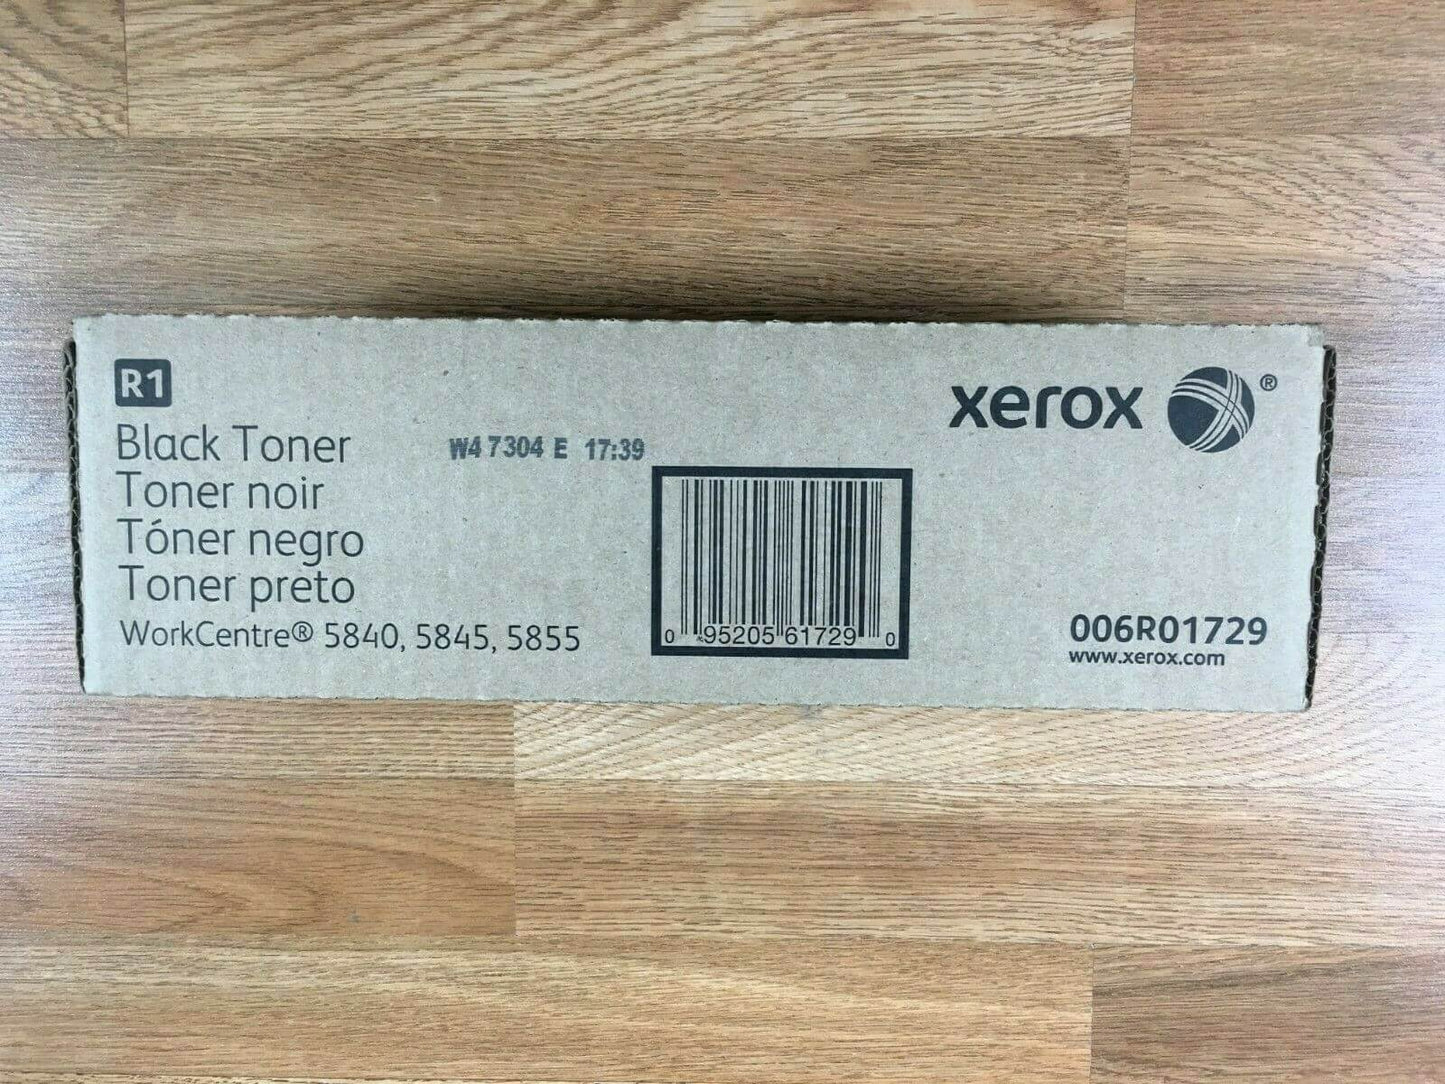 R1
xerox®
Black Toner
W4 7304 E 17:39
Toner noir
Tóner negro
Toner preto
WorkCentre® 5840, 5845, 5855
0 95205 61729 0
006R01729
www.xerox.com